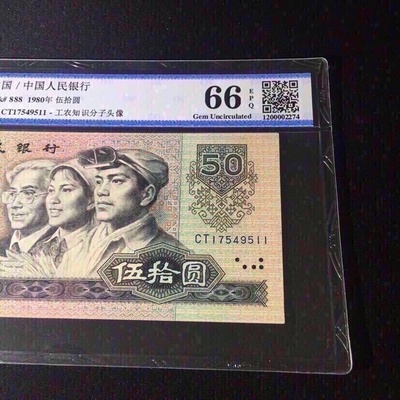 国 / 中国人民银行
# 888 1980年 伍拾圆
CT17549511 - 工农知识分子头像
66
EPQ
Gem Uncirculated
1200002274
银行
50
CT17549511
伍拾圆